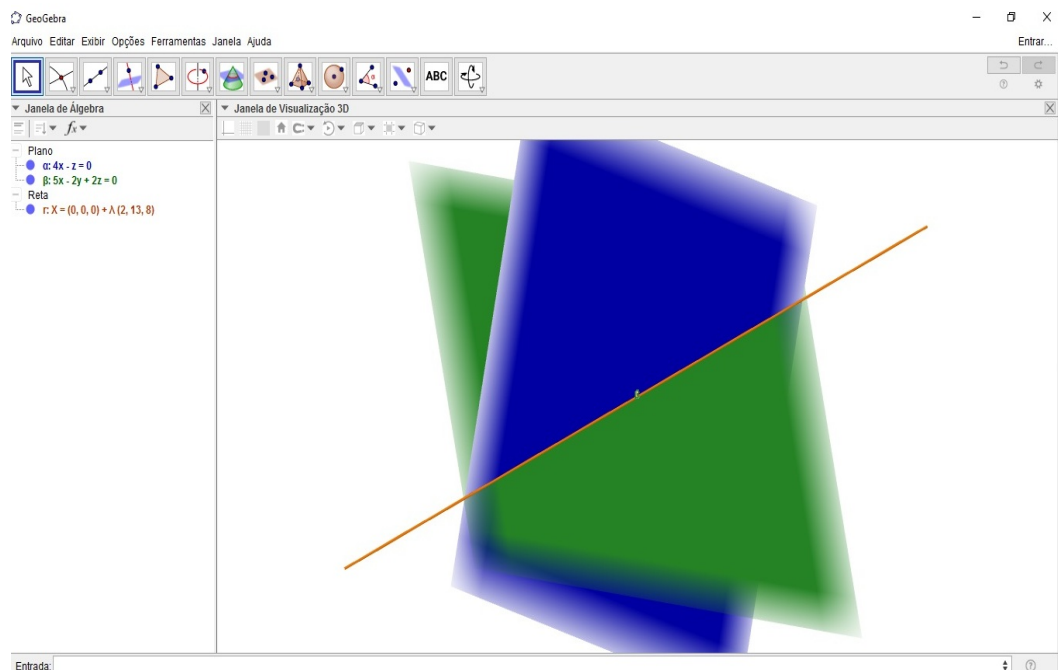 GeoGebra
Arquivo Editar Exibir Opções Ferramentas Janela Ajuda
Entrar...
ABC
Janela de Álgebra
Janela de Visualização 3D
fx
Plano
α: 4x - z = 0
β: 5x - 2y + 2z = 0
Reta
r: X = (0, 0, 0) + λ (2, 13, 8)
Entrada: